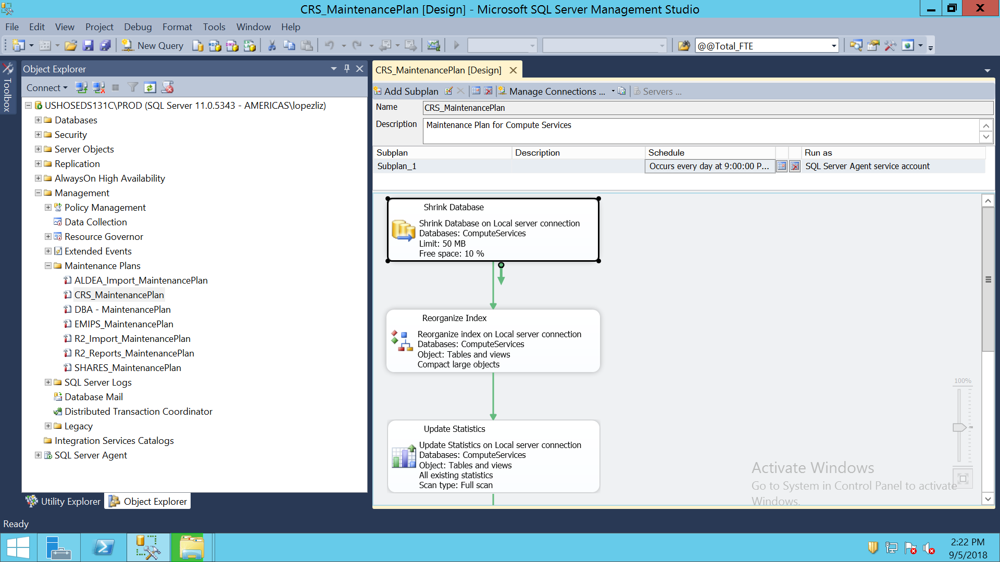 CRS_MaintenancePlan [Design] - Microsoft SQL Server Management Studio
File Edit View Project Debug Format Tools Window Help
New Query
@@Total_FTE
Toolbox
Object Explorer
Connect
USHOSEDS131C\PROD (SQL Server 11.0.5343 - AMERICAS\lopezliz)
Databases
Security
Server Objects
Replication
AlwaysOn High Availability
Management
Policy Management
Data Collection
Resource Governor
Extended Events
Maintenance Plans
ALDEA_Import_MaintenancePlan
CRS_MaintenancePlan
DBA - MaintenancePlan
EMIPS_MaintenancePlan
R2_Import_MaintenancePlan
R2_Reports_MaintenancePlan
SHARES_MaintenancePlan
SQL Server Logs
Database Mail
Distributed Transaction Coordinator
Legacy
Integration Services Catalogs
SQL Server Agent
Utility Explorer
Object Explorer
CRS_MaintenancePlan [Design]
Add Subplan
Manage Connections ...
Servers ...
Name
CRS_MaintenancePlan
Description
Maintenance Plan for Compute Services
Subplan Description Schedule Run as
Subplan_1 Occurs every day at 9:00:00 P... SQL Server Agent service account
Shrink Database
Shrink Database on Local server connection
Databases: ComputeServices
Limit: 50 MB
Free space: 10 %
Reorganize Index
Reorganize index on Local server connection
Databases: ComputeServices
Object: Tables and views
Compact large objects
Update Statistics
Update Statistics on Local server connection
Databases: ComputeServices
Object: Tables and views
All existing statistics
Scan type: Full scan
100%
Activate Windows
Go to System in Control Panel to activate
Windows.
Ready
2:22 PM
9/5/2018